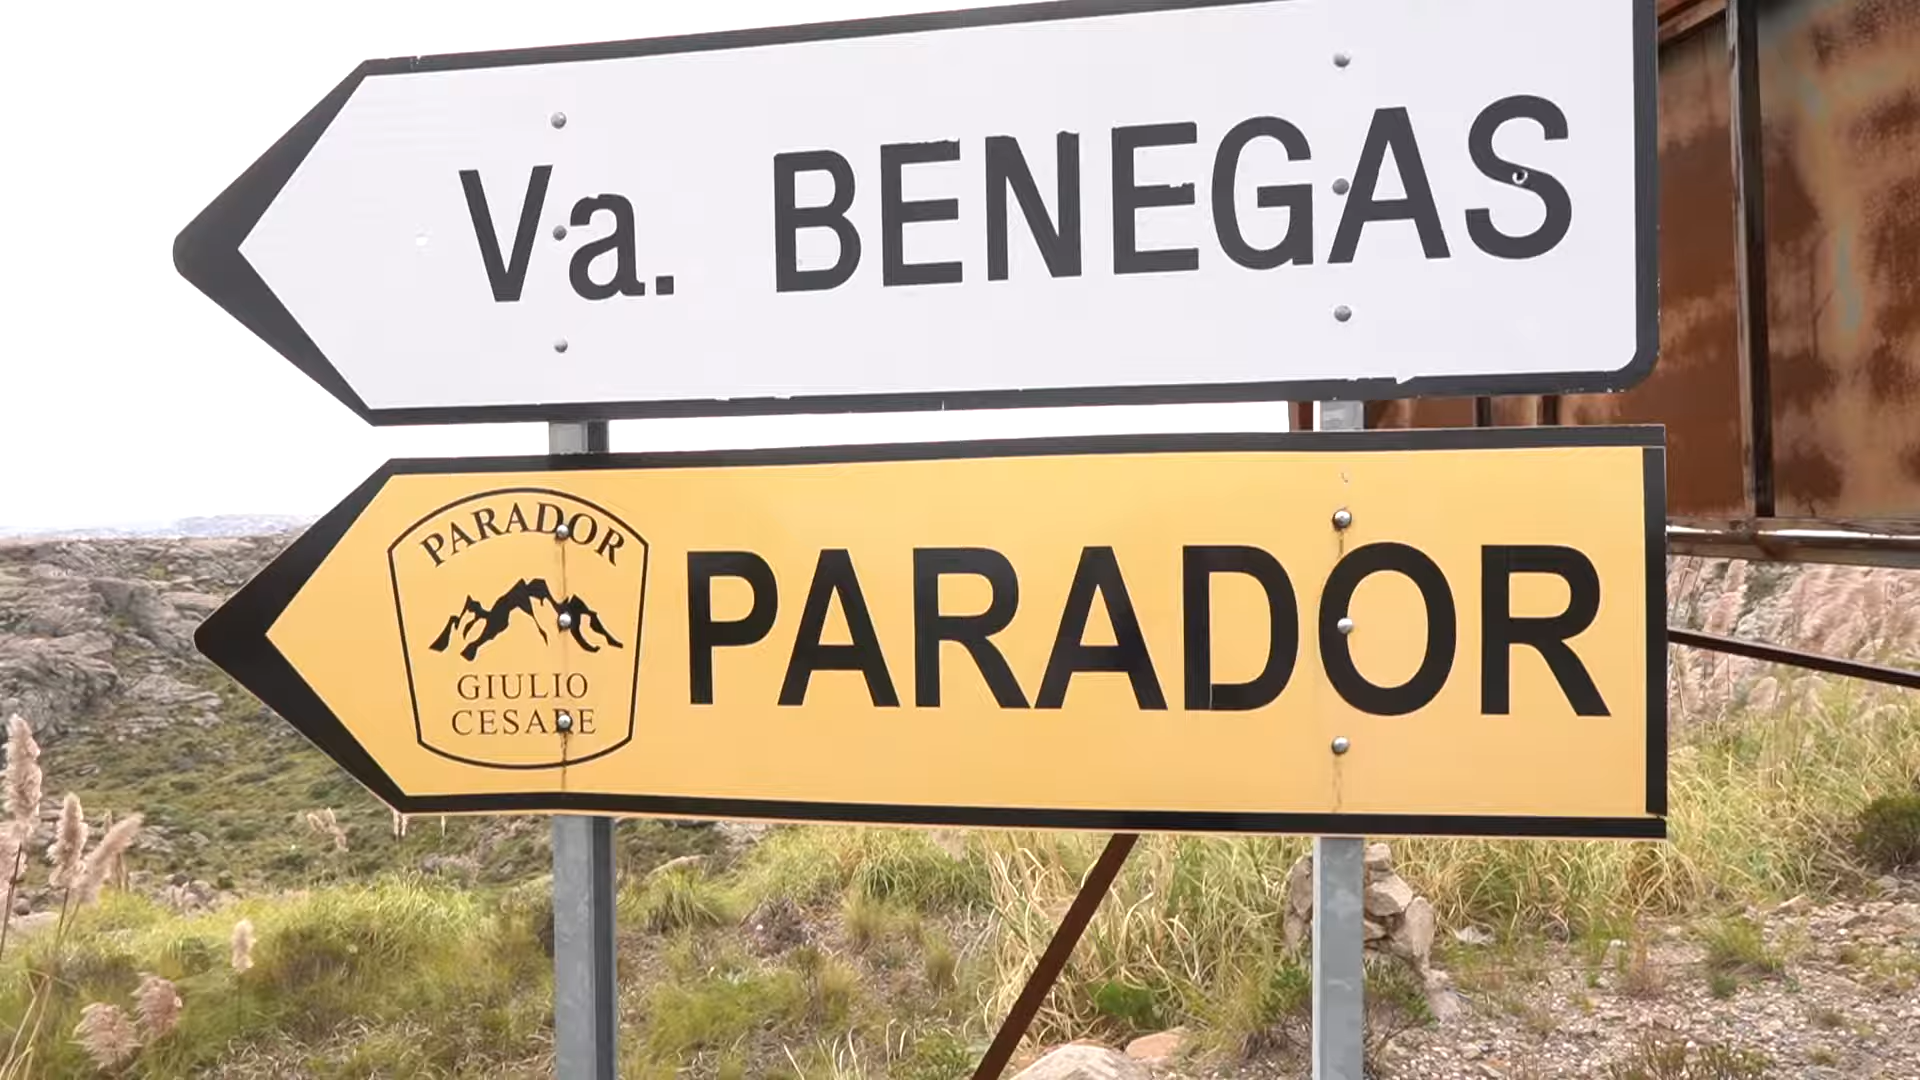 Va. BENEGAS
PARADOR
GIULIO
CESARE
PARADOR